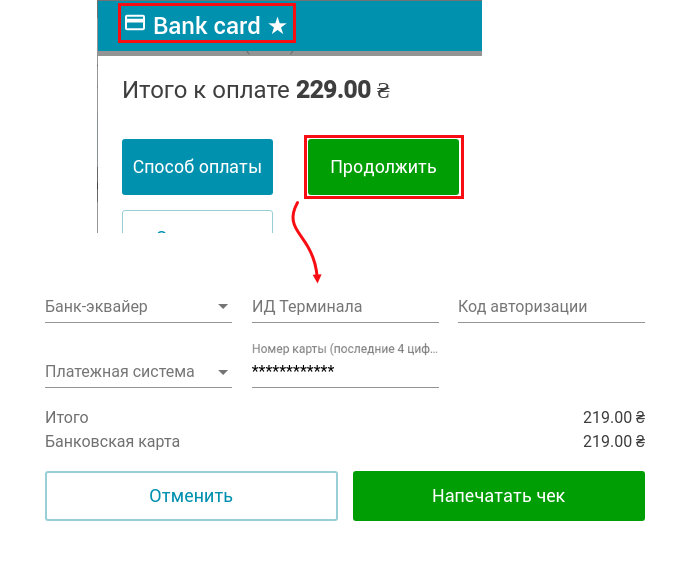 Bank card ★
Итого к оплате 229.00 ₴
Способ оплаты
Продолжить
Банк-эквайер
ИД Терминала
Код авторизации
Номер карты (последние 4 циф...
Платежная система
************
Итого 219.00 ₴
Банковская карта 219.00 ₴
Отменить
Напечатать чек